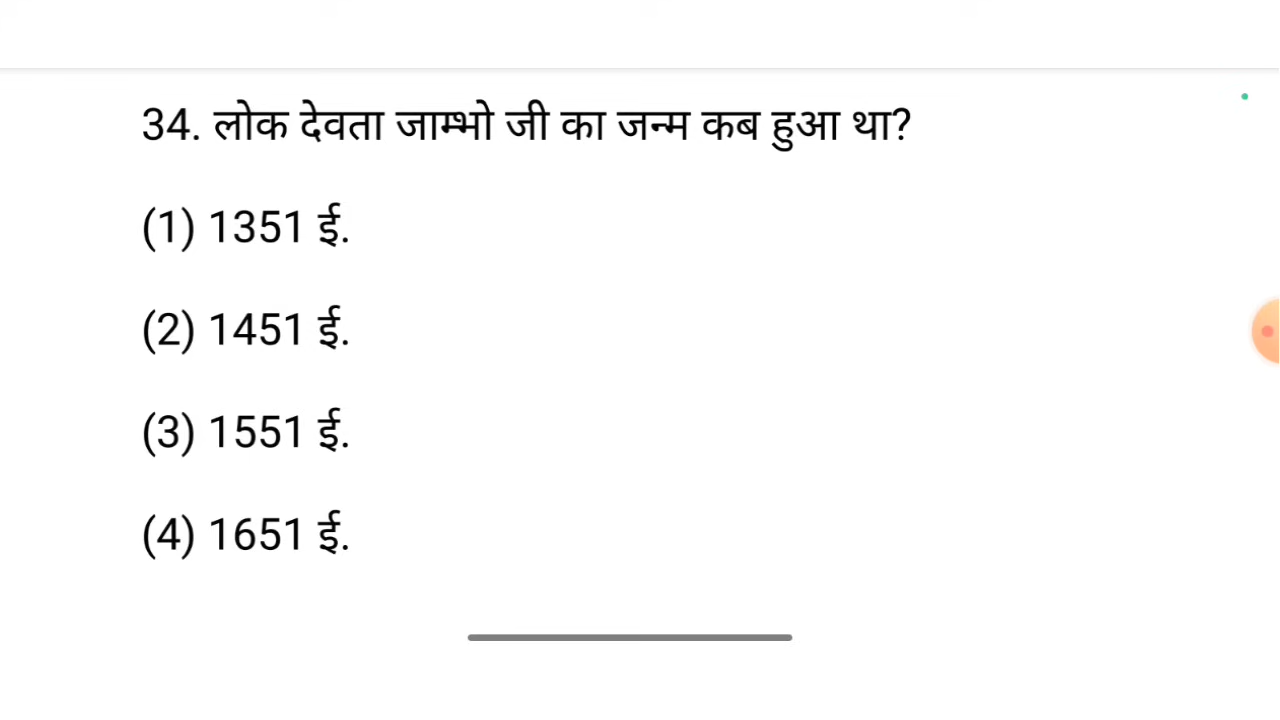 34. लोक देवता जाम्भो जी का जन्म कब हुआ था?
(1) 1351 ई.
(2) 1451 ई.
(3) 1551 ई.
(4) 1651 ई.